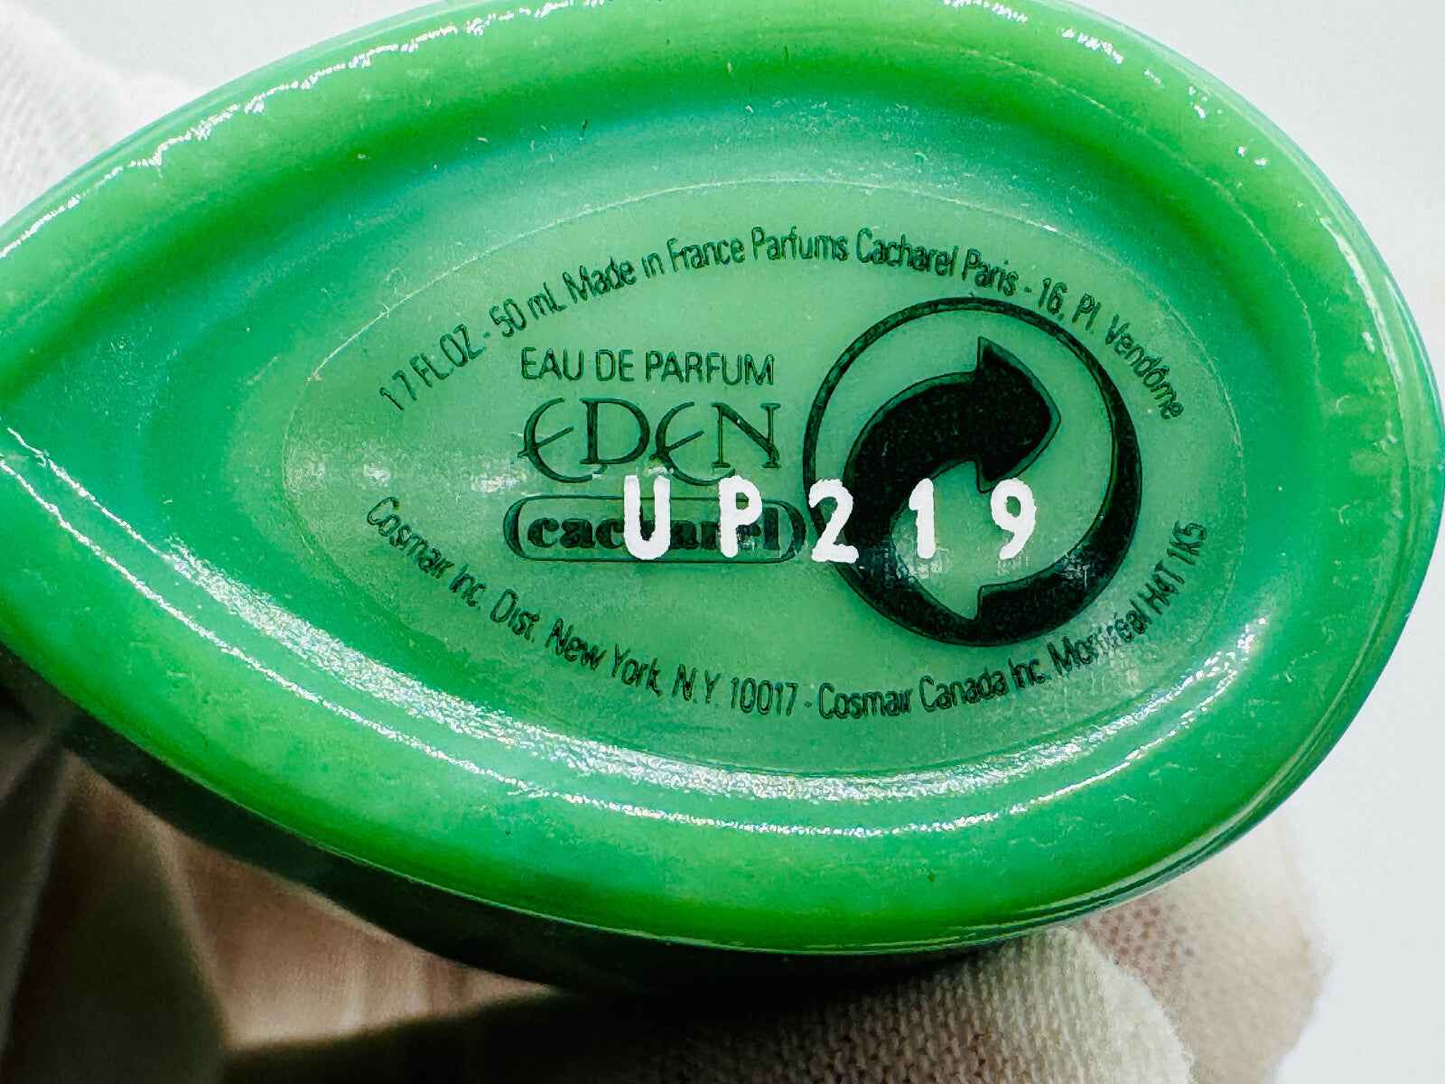 1.7 FL.OZ - 50 mL Made in France Parfums Cacharel Paris - 16, Pl. Vendôme
EAU DE PARFUM
EDEN
cacharel
UP219
Cosmair Inc. Dist. New York, N.Y. 10017 - Cosmair Canada Inc. Montréal H4T 1K5